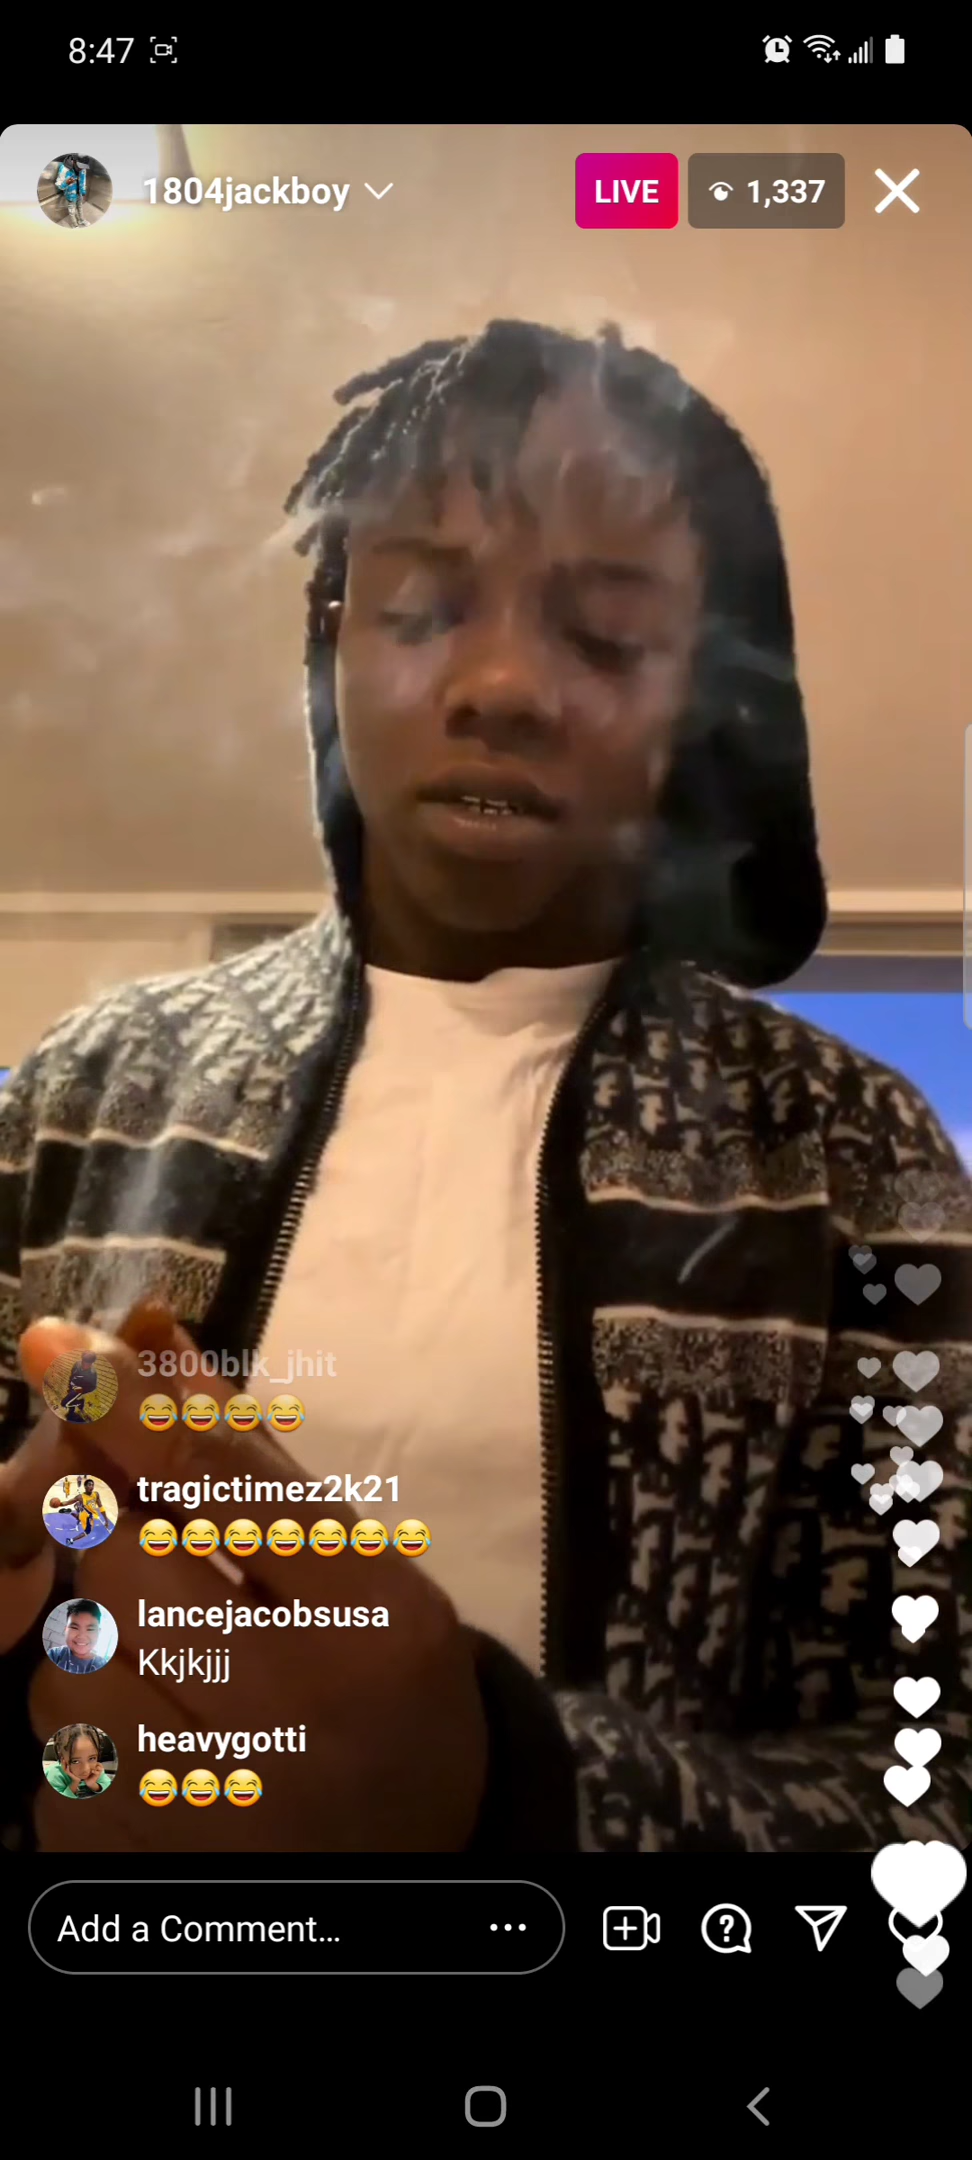 8:47
1804jackboy
LIVE
1,337
3800blk_jhit
😂😂😂😂
tragictimez2k21
😂😂😂😂😂😂😂
lancejacobsusa
Kkjkjjj
heavygotti
😂😂😂
Add a Comment...